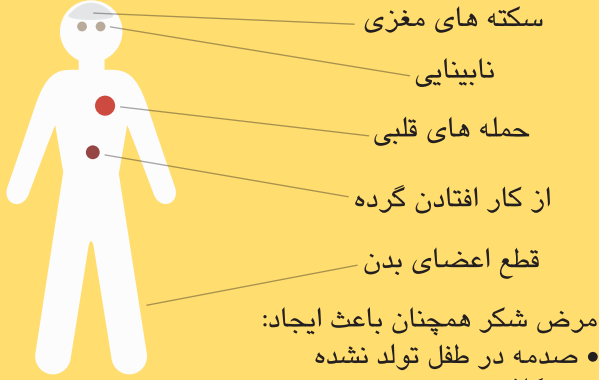 سکته های مغزی
نابینایی
حمله های قلبی
از کار افتادن گرده
قطع اعضای بدن
مرض شکر همچنان باعث ایجاد:
• صدمه در طفل تولد نشده